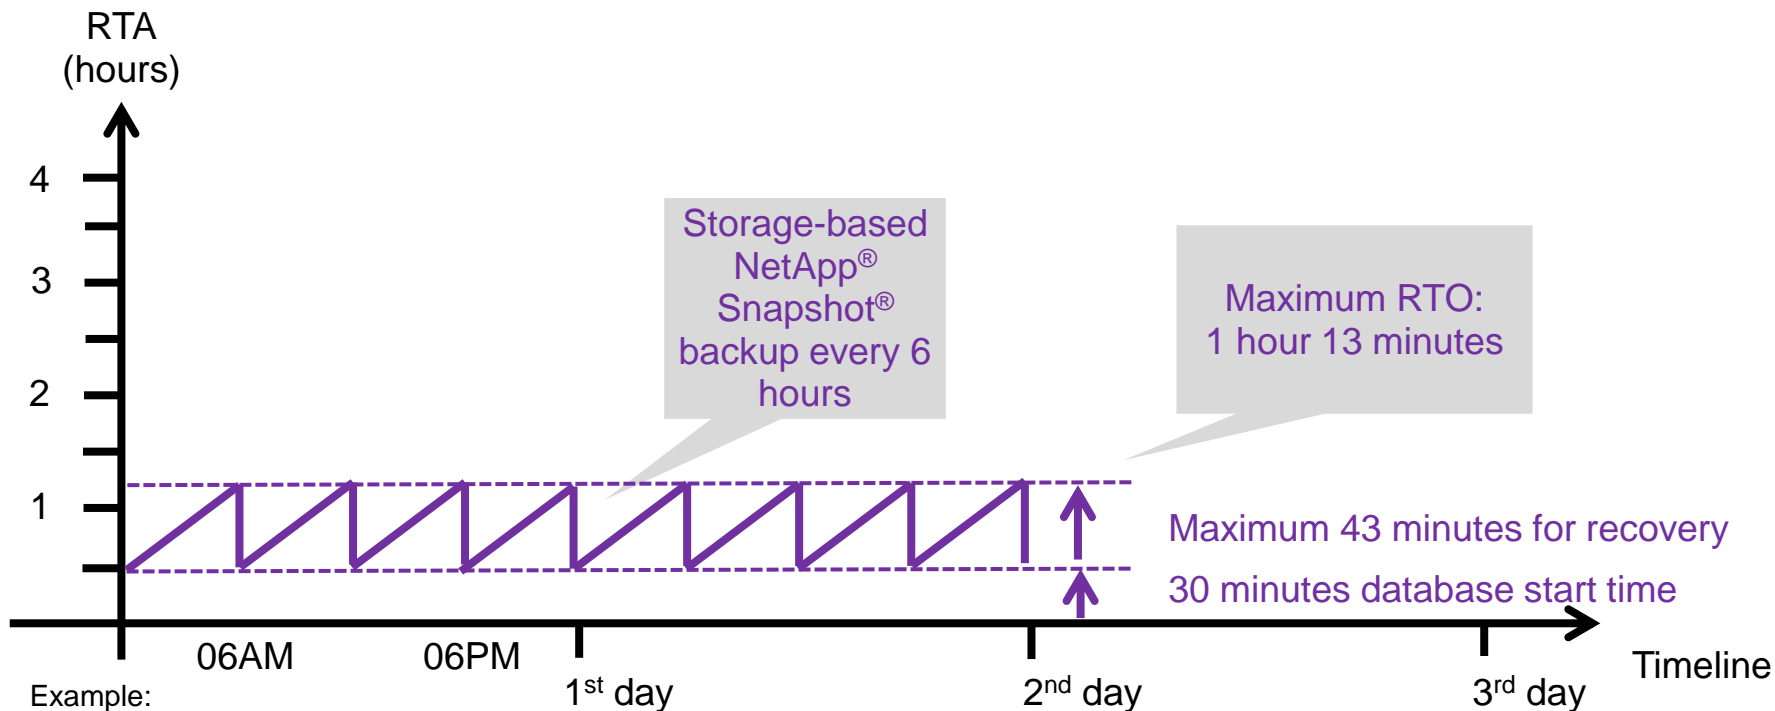 RTA
(hours)
4
3
2
1
Storage-based
NetApp®
Snapshot®
backup every 6
hours
Maximum RTO:
1 hour 13 minutes
Maximum 43 minutes for recovery
30 minutes database start time
06AM
06PM
1st day
2nd day
3rd day
Timeline
Example: